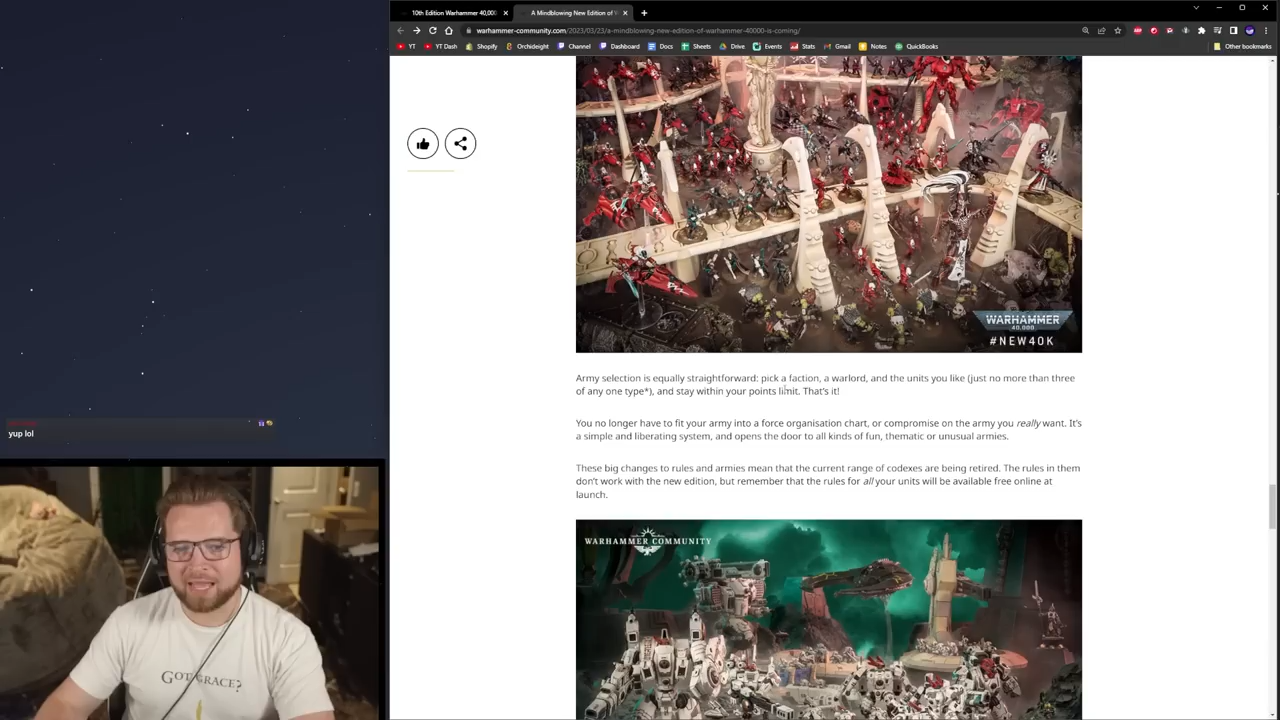 10th Edition Warhammer 40,000
A Mindblowing New Edition of
warhammer-community.com/2023/03/23/a-mindblowing-new-edition-of-warhammer-40000-is-coming/
YT
YT Dash
Shopify
Orchideight
Channel
Dashboard
Docs
Sheets
Drive
Events
Stats
Gmail
Notes
QuickBooks
Other bookmarks
WARHAMMER
40,000
#NEW40K
Army selection is equally straightforward: pick a faction, a warlord, and the units you like (just no more than three
of any one type*), and stay within your points limit. That's it!
You no longer have to fit your army into a force organisation chart, or compromise on the army you really want. It's
a simple and liberating system, and opens the door to all kinds of fun, thematic or unusual armies.
These big changes to rules and armies mean that the current range of codexes are being retired. The rules in them
don't work with the new edition, but remember that the rules for all your units will be available free online at
launch.
WARHAMMER COMMUNITY
yup lol
GOT GRACE?